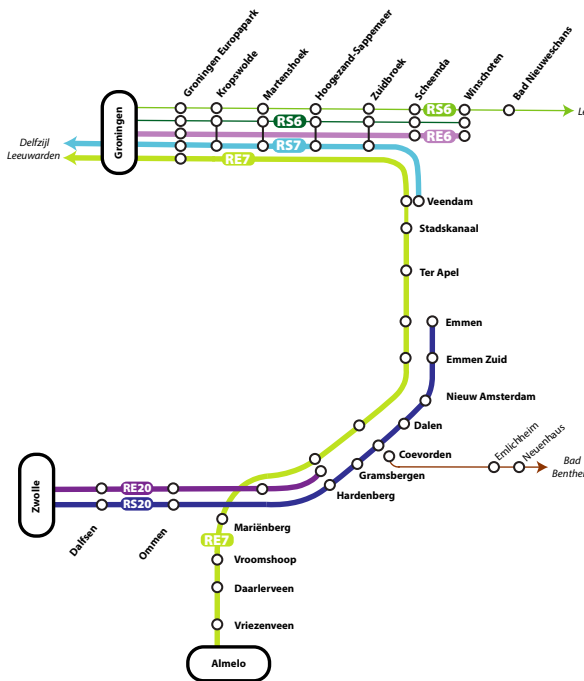 Groningen Europapark
Kropswolde
Martenshoek
Hoogezand-Sappemeer
Zuidbroek
Scheemda
Winschoten
Bad Nieuweschans
RS6
Groningen
RS6
RE6
Delfzijl
Leeuwarden
RS7
RE7
Veendam
Stadskanaal
Ter Apel
Emmen
Emmen Zuid
Nieuw Amsterdam
Dalen
Coevorden
Emlichheim
Neuenhaus
Bad
Benthe
Gramsbergen
Hardenberg
Zwolle
RE20
RS20
Dalfsen
Ommen
Mariënberg
RE7
Vroomshoop
Daarlerveen
Vriezenveen
Almelo